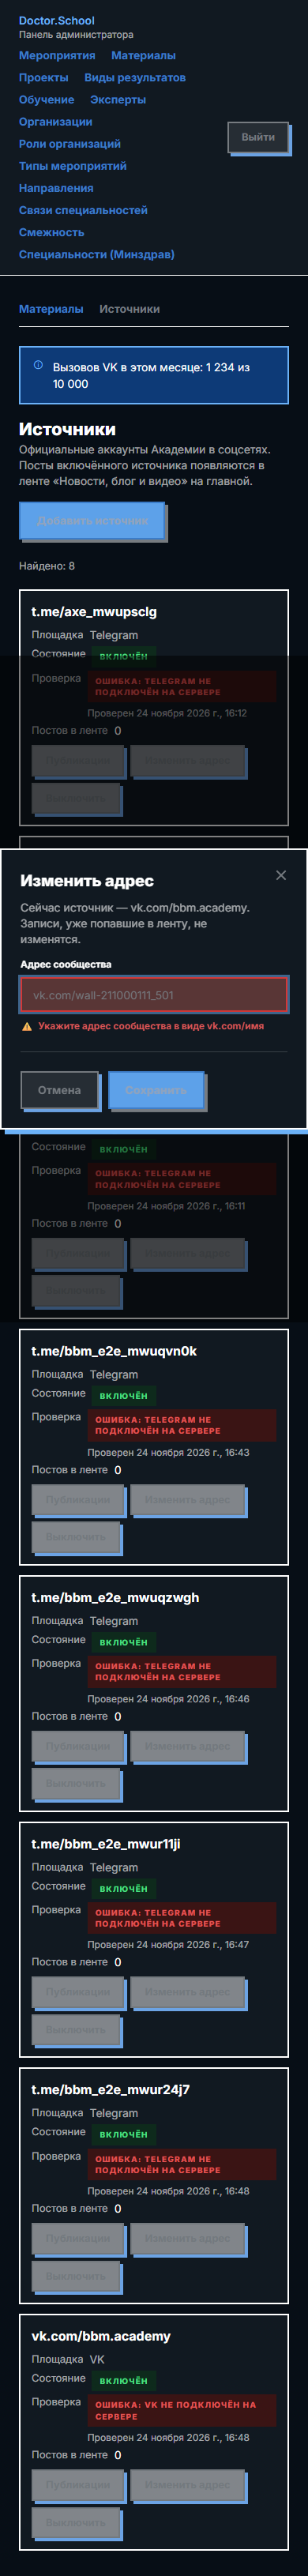 Doctor.School
Панель администратора
Мероприятия Материалы
Проекты Виды результатов
Обучение Эксперты
Организации
Роли организаций
Типы мероприятий
Направления
Связи специальностей
Смежность
Специальности (Минздрав)
Выйти
Материалы Источники
Вызовов VK в этом месяце: 1 234 из
10 000
Источники
Официальные аккаунты Академии в соцсетях.
Посты включённого источника появляются в
ленте «Новости, блог и видео» на главной.
Добавить источник
Найдено: 8
t.me/axe_mwupsclg
Площадка Telegram
Состояние ВКЛЮЧЁН
Проверка ОШИБКА: TELEGRAM НЕ
ПОДКЛЮЧЁН НА СЕРВЕРЕ
Проверен 24 ноября 2026 г., 16:12
Постов в ленте 0
Публикации Изменить адрес
Выключить
Изменить адрес
Сейчас источник — vk.com/bbm.academy.
Записи, уже попавшие в ленту, не
изменятся.
Адрес сообщества
vk.com/wall-211000111_501
Укажите адрес сообщества в виде vk.com/имя
Отмена Сохранить
Состояние ВКЛЮЧЁН
Проверка ОШИБКА: TELEGRAM НЕ
ПОДКЛЮЧЁН НА СЕРВЕРЕ
Проверен 24 ноября 2026 г., 16:11
Постов в ленте 0
Публикации Изменить адрес
Выключить
t.me/bbm_e2e_mwuqvn0k
Площадка Telegram
Состояние ВКЛЮЧЁН
Проверка ОШИБКА: TELEGRAM НЕ
ПОДКЛЮЧЁН НА СЕРВЕРЕ
Проверен 24 ноября 2026 г., 16:43
Постов в ленте 0
Публикации Изменить адрес
Выключить
t.me/bbm_e2e_mwuqzwgh
Площадка Telegram
Состояние ВКЛЮЧЁН
Проверка ОШИБКА: TELEGRAM НЕ
ПОДКЛЮЧЁН НА СЕРВЕРЕ
Проверен 24 ноября 2026 г., 16:46
Постов в ленте 0
Публикации Изменить адрес
Выключить
t.me/bbm_e2e_mwur11ji
Площадка Telegram
Состояние ВКЛЮЧЁН
Проверка ОШИБКА: TELEGRAM НЕ
ПОДКЛЮЧЁН НА СЕРВЕРЕ
Проверен 24 ноября 2026 г., 16:47
Постов в ленте 0
Публикации Изменить адрес
Выключить
t.me/bbm_e2e_mwur24j7
Площадка Telegram
Состояние ВКЛЮЧЁН
Проверка ОШИБКА: TELEGRAM НЕ
ПОДКЛЮЧЁН НА СЕРВЕРЕ
Проверен 24 ноября 2026 г., 16:48
Постов в ленте 0
Публикации Изменить адрес
Выключить
vk.com/bbm.academy
Площадка VK
Состояние ВКЛЮЧЁН
Проверка ОШИБКА: VK НЕ ПОДКЛЮЧЁН НА
СЕРВЕРЕ
Проверен 24 ноября 2026 г., 16:48
Постов в ленте 0
Публикации Изменить адрес
Выключить